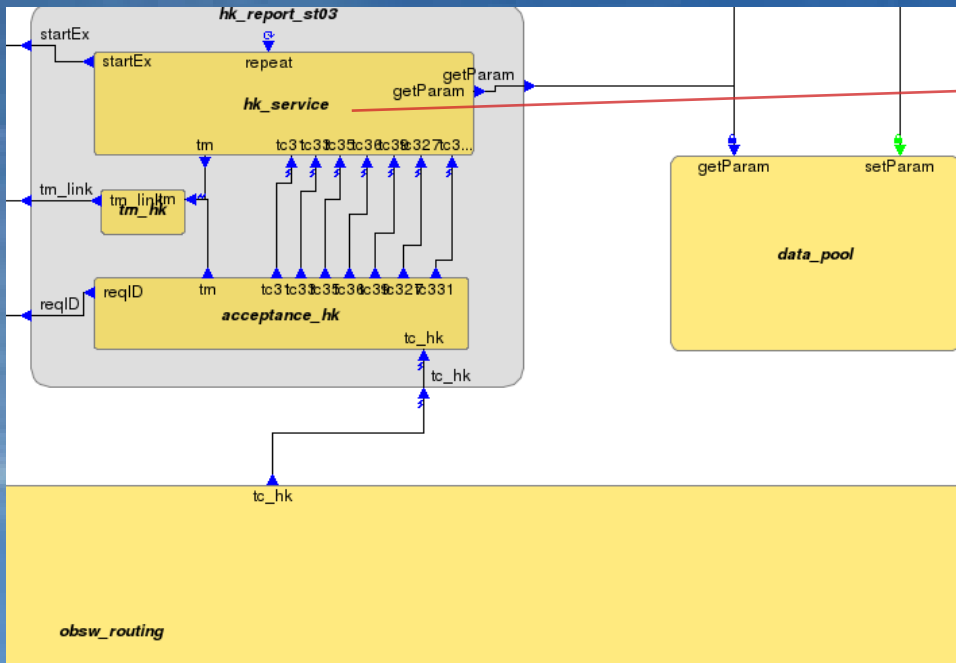 hk_report_st03
startEx
startEx
repeat
getParam
getParam
hk_service
tm
tc31
tc33
tc35
tc36
tc39
tc327
tc3...
getParam
setParam
tm_link
tm_link
tm
tm_hk
data_pool
reqID
reqID
tm
tc31
tc33
tc35
tc36
tc39
tc327
tc331
acceptance_hk
tc_hk
tc_hk
tc_hk
obsw_routing